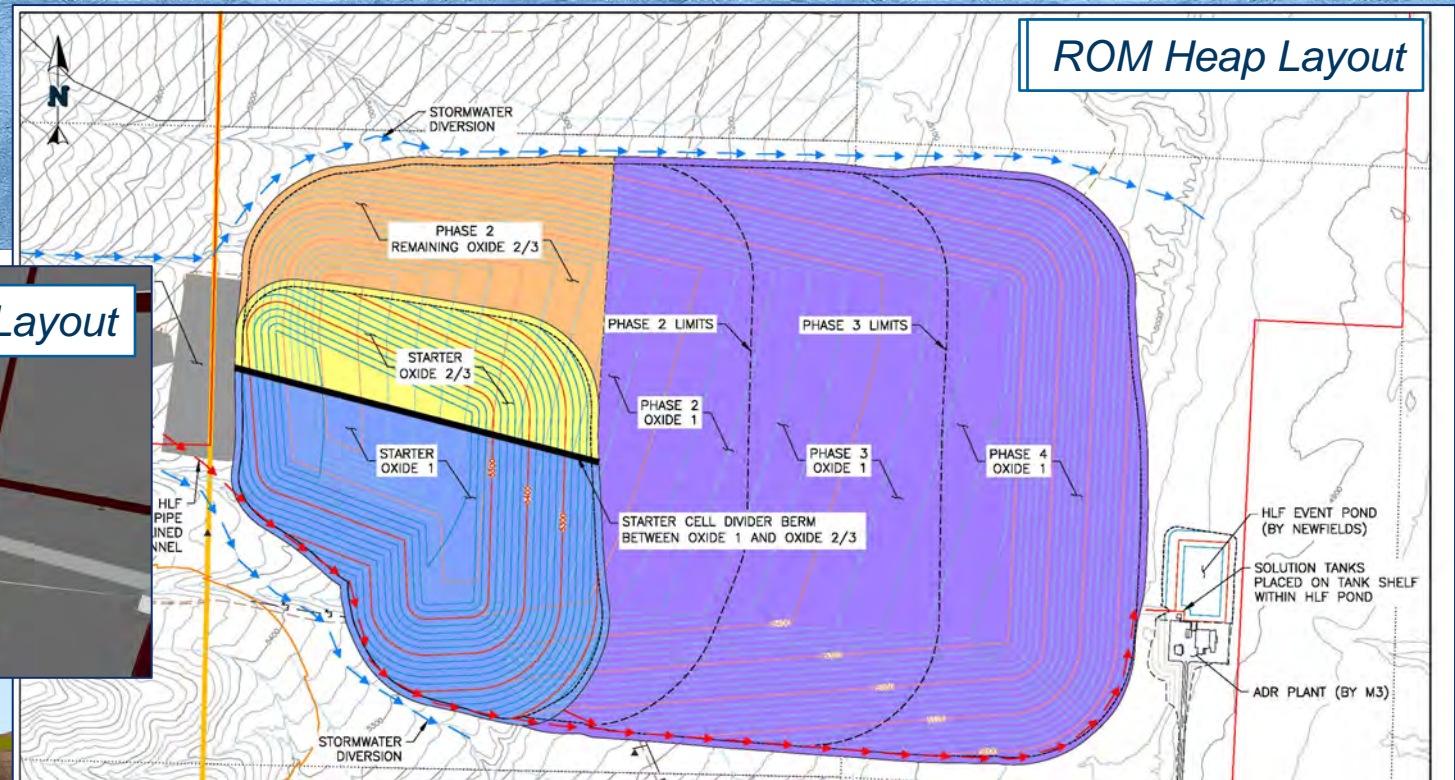 ROM Heap Layout
N
STORMWATER
DIVERSION
PHASE 2
REMAINING OXIDE 2/3
Layout
PHASE 2 LIMITS
PHASE 3 LIMITS
STARTER
OXIDE 2/3
PHASE 2
OXIDE 1
STARTER
OXIDE 1
PHASE 3
OXIDE 1
PHASE 4
OXIDE 1
HLF
PIPE
LINED
NNEL
STARTER CELL DIVIDER BERM
BETWEEN OXIDE 1 AND OXIDE 2/3
HLF EVENT POND
(BY NEWFIELDS)
SOLUTION TANKS
PLACED ON TANK SHELF
WITHIN HLF POND
ADR PLANT (BY M3)
STORMWATER
DIVERSION
5400
5300